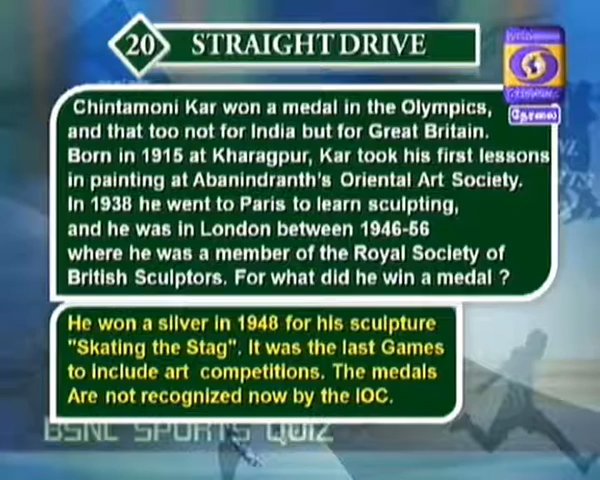 20 STRAIGHT DRIVE
நேரலை
Chintamoni Kar won a medal in the Olympics,
and that too not for India but for Great Britain.
Born in 1915 at Kharagpur, Kar took his first lessons
in painting at Abanindranth's Oriental Art Society.
In 1938 he went to Paris to learn sculpting,
and he was in London between 1946-56
where he was a member of the Royal Society of
British Sculptors. For what did he win a medal ?
He won a silver in 1948 for his sculpture
"Skating the Stag". It was the last Games
to include art competitions. The medals
Are not recognized now by the IOC.
BSNL SPORTS QUIZ